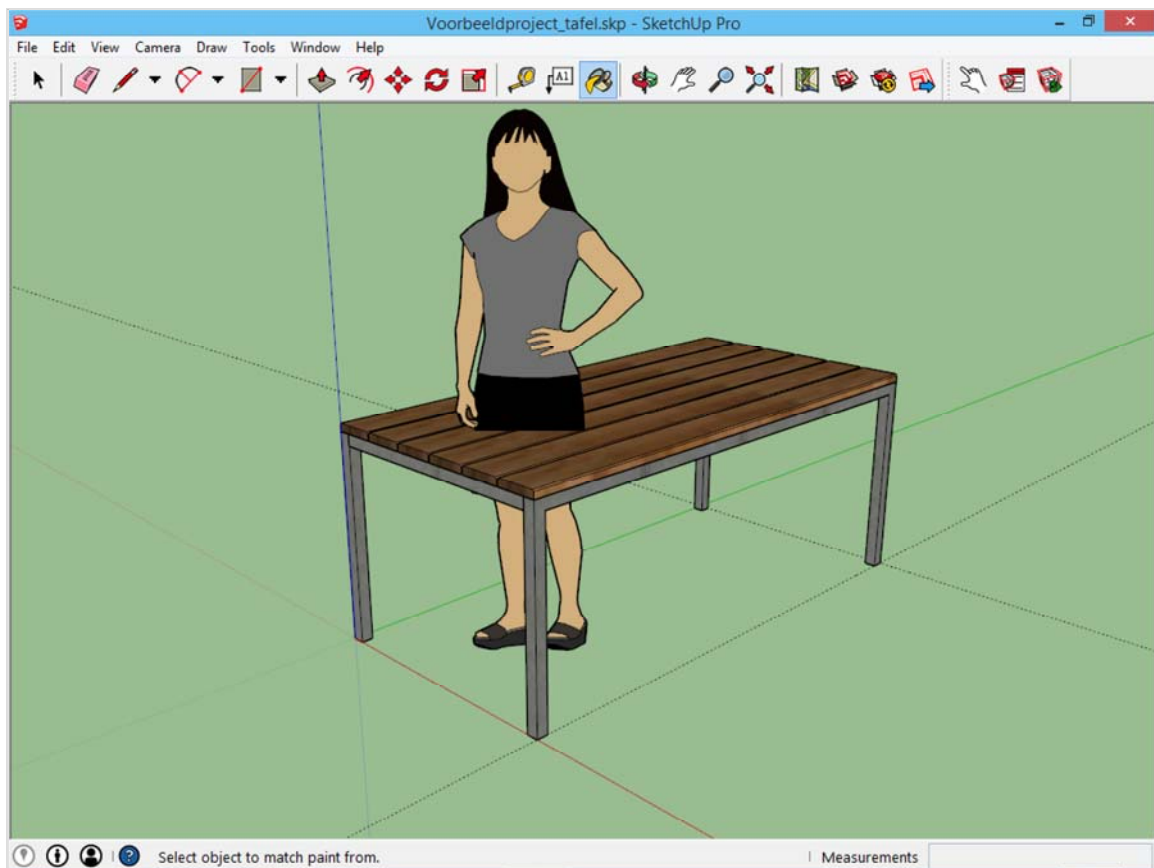 Voorbeeldproject_tafel.skp - SketchUp Pro
File Edit View Camera Draw Tools Window Help
A1
Select object to match paint from.
Measurements